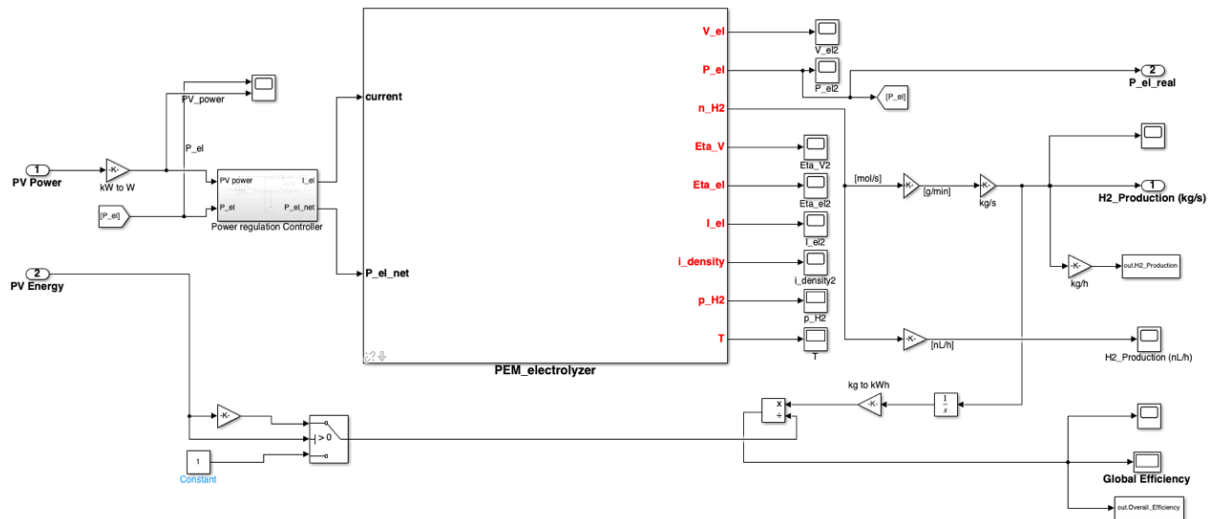 V_el
V_el2
P_el
P_el2
[P_el]
2
P_el_real
PV_power
current
n_H2
Eta_V
Eta_V2
P_el
1
PV Power
-K-
kW to W
PV power
I_el
P_el
P_el_net
Power regulation Controller
[P_el]
Eta_el
Eta_el2
[mol/s]
-K-
[g/min]
-K-
kg/s
1
H2_Production (kg/s)
I_el
I_el2
2
PV Energy
P_el_net
i_density
i_density2
-K-
kg/h
out.H2_Production
p_H2
p_H2
T
T
-K-
[nL/h]
H2_Production (nL/h)
PEM_electrolyzer
kg to kWh
-K-
1
s
x
÷
-K-
> 0
1
Constant
Global Efficiency
out.Overall_Efficiency